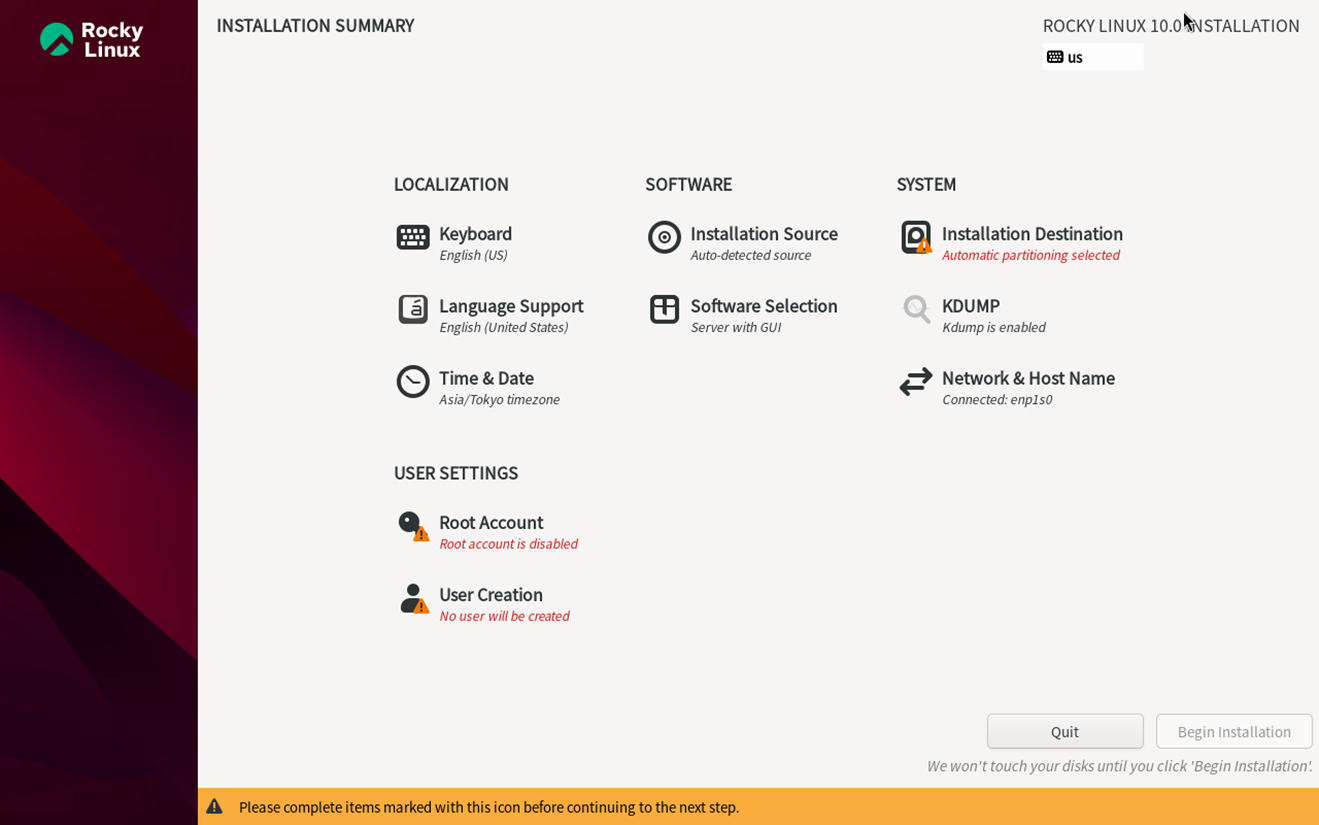 Rocky
Linux
INSTALLATION SUMMARY
ROCKY LINUX 10.0 INSTALLATION
us
LOCALIZATION
Keyboard
English (US)
Language Support
English (United States)
Time & Date
Asia/Tokyo timezone
SOFTWARE
Installation Source
Auto-detected source
Software Selection
Server with GUI
SYSTEM
Installation Destination
Automatic partitioning selected
KDUMP
Kdump is enabled
Network & Host Name
Connected: enp1s0
USER SETTINGS
Root Account
Root account is disabled
User Creation
No user will be created
Quit
Begin Installation
We won't touch your disks until you click 'Begin Installation'.
Please complete items marked with this icon before continuing to the next step.